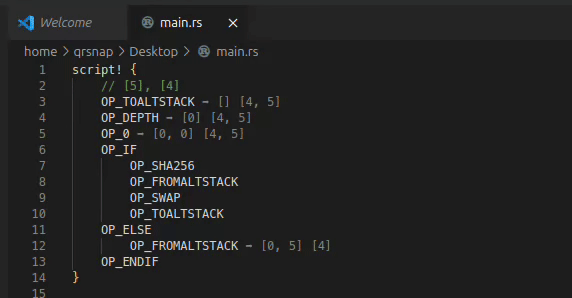 Welcome
main.rs
home > qrsnap > Desktop > main.rs
1 script! {
2 // [5], [4]
3 OP_TOALTSTACK ➡ [] [4, 5]
4 OP_DEPTH ➡ [0] [4, 5]
5 OP_0 ➡ [0, 0] [4, 5]
6 OP_IF
7 OP_SHA256
8 OP_FROMALTSTACK
9 OP_SWAP
10 OP_TOALTSTACK
11 OP_ELSE
12 OP_FROMALTSTACK ➡ [0, 5] [4]
13 OP_ENDIF
14 }
15